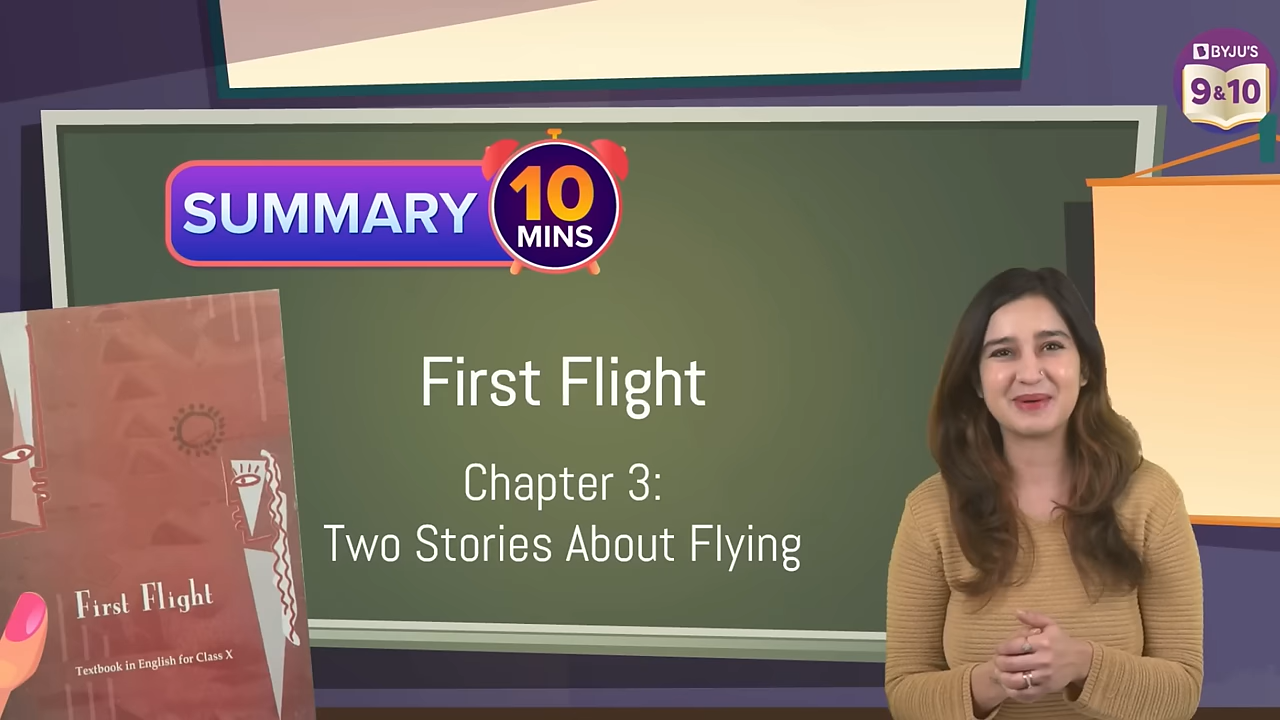 BYJU'S
9&10
SUMMARY
10
MINS
First Flight
Chapter 3:
Two Stories About Flying
First Flight
Textbook in English for Class X